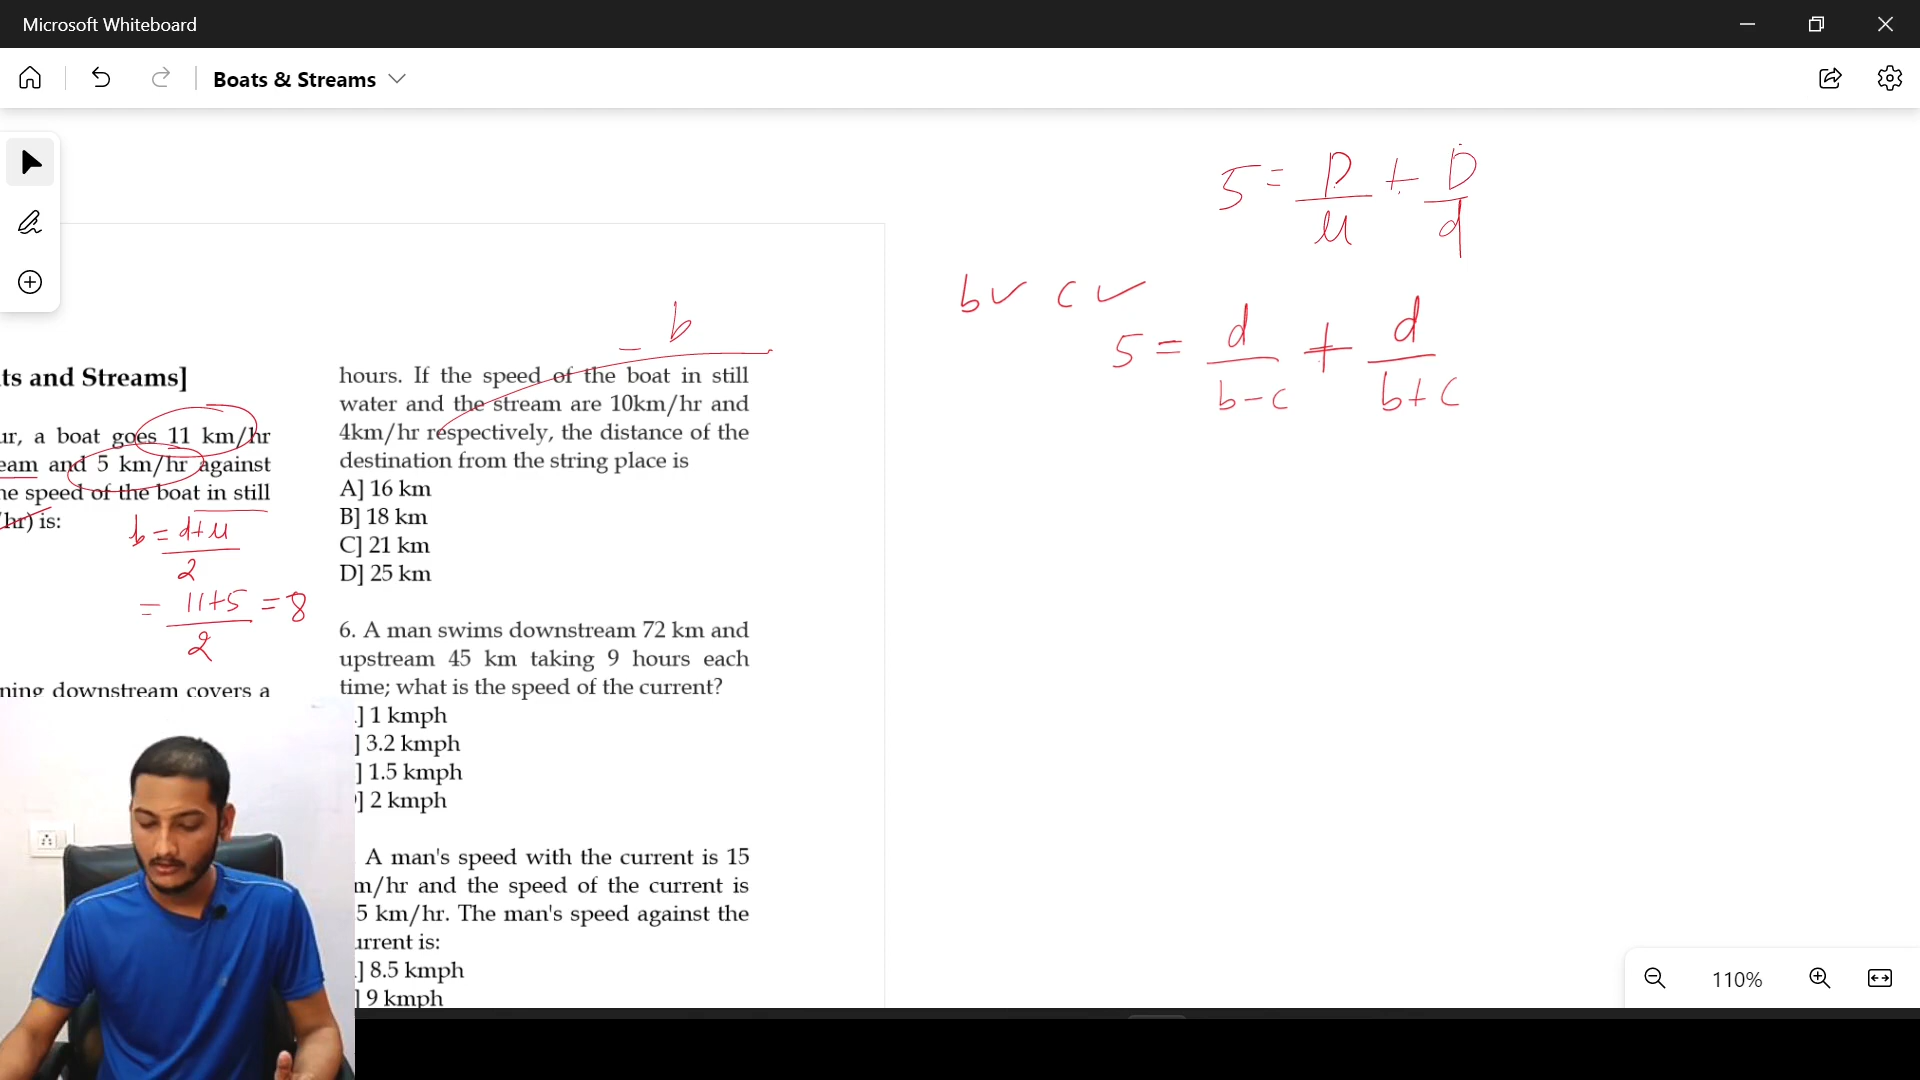 Microsoft Whiteboard
Boats & Streams
5 = D/u + D/d
b✓ c✓
5 = d/b-c + d/b+c
ts and Streams]
ur, a boat goes 11 km/hr
eam and 5 km/hr against
he speed of the boat in still
/hr) is:
b = d+u/2
= 11+5/2 = 8
ning downstream covers a
= b
hours. If the speed of the boat in still
water and the stream are 10km/hr and
4km/hr respectively, the distance of the
destination from the string place is
A] 16 km
B] 18 km
C] 21 km
D] 25 km
6. A man swims downstream 72 km and
upstream 45 km taking 9 hours each
time; what is the speed of the current?
] 1 kmph
] 3.2 kmph
] 1.5 kmph
] 2 kmph
A man's speed with the current is 15
m/hr and the speed of the current is
5 km/hr. The man's speed against the
urrent is:
] 8.5 kmph
] 9 kmph
110%